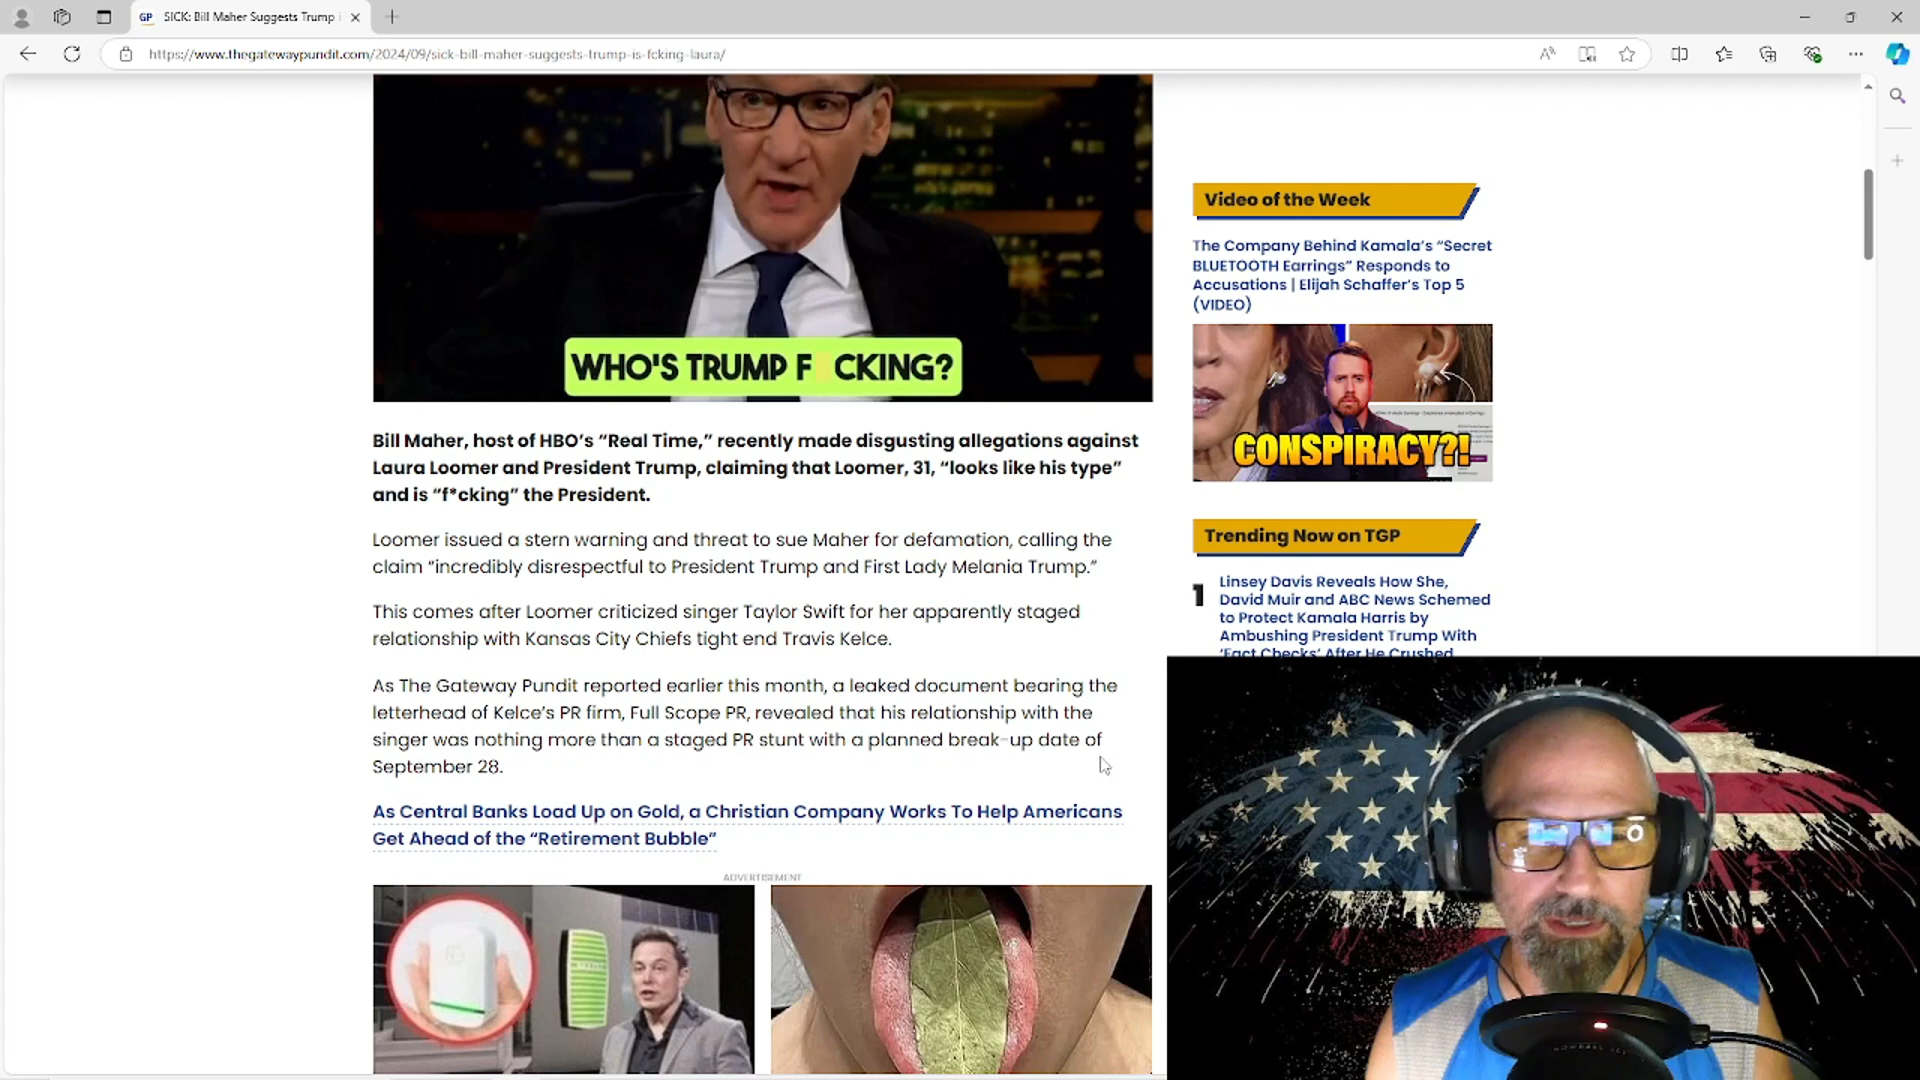 SICK: Bill Maher Suggests Trump i
https://www.thegatewaypundit.com/2024/09/sick-bill-maher-suggests-trump-is-fcking-laura/
WHO'S TRUMP F CKING?
Bill Maher, host of HBO’s “Real Time,” recently made disgusting allegations against
Laura Loomer and President Trump, claiming that Loomer, 31, “looks like his type”
and is “f*cking” the President.
Loomer issued a stern warning and threat to sue Maher for defamation, calling the
claim “incredibly disrespectful to President Trump and First Lady Melania Trump.”
This comes after Loomer criticized singer Taylor Swift for her apparently staged
relationship with Kansas City Chiefs tight end Travis Kelce.
As The Gateway Pundit reported earlier this month, a leaked document bearing the
letterhead of Kelce’s PR firm, Full Scope PR, revealed that his relationship with the
singer was nothing more than a staged PR stunt with a planned break-up date of
September 28.
As Central Banks Load Up on Gold, a Christian Company Works To Help Americans
Get Ahead of the “Retirement Bubble”
ADVERTISEMENT
Video of the Week
The Company Behind Kamala’s “Secret
BLUETOOTH Earrings” Responds to
Accusations | Elijah Schaffer’s Top 5
(VIDEO)
CONSPIRACY?!
Trending Now on TGP
1
Linsey Davis Reveals How She,
David Muir and ABC News Schemed
to Protect Kamala Harris by
Ambushing President Trump With
‘Fact Checks’ After He Crushed